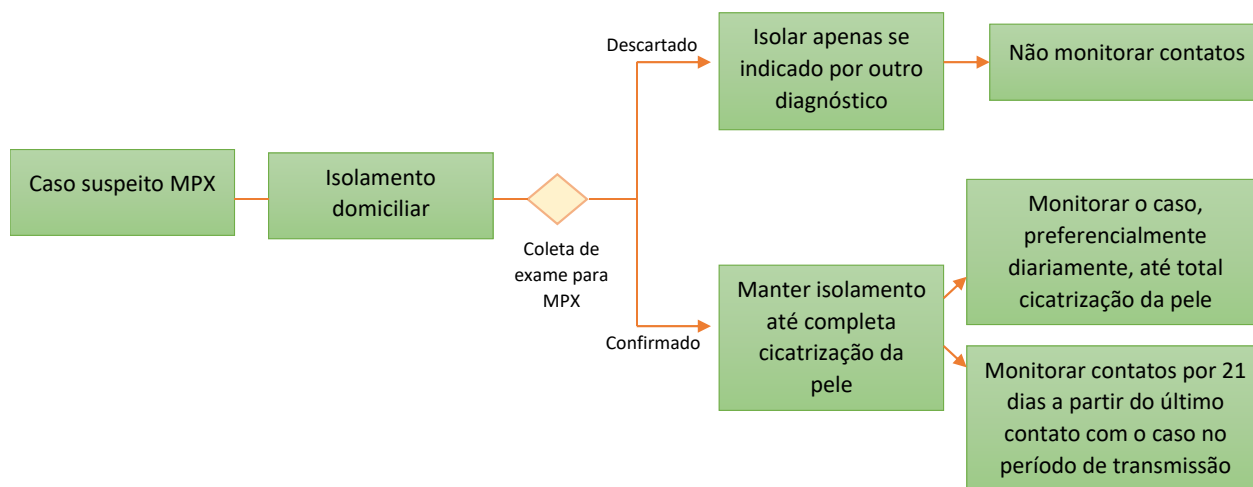 Caso suspeito MPX
Isolamento
domiciliar
Coleta de
exame para
MPX
Descartado
Isolar apenas se
indicado por outro
diagnóstico
Não monitorar contatos
Confirmado
Manter isolamento
até completa
cicatrização da
pele
Monitorar o caso,
preferencialmente
diariamente, até total
cicatrização da pele
Monitorar contatos por 21
dias a partir do último
contato com o caso no
período de transmissão